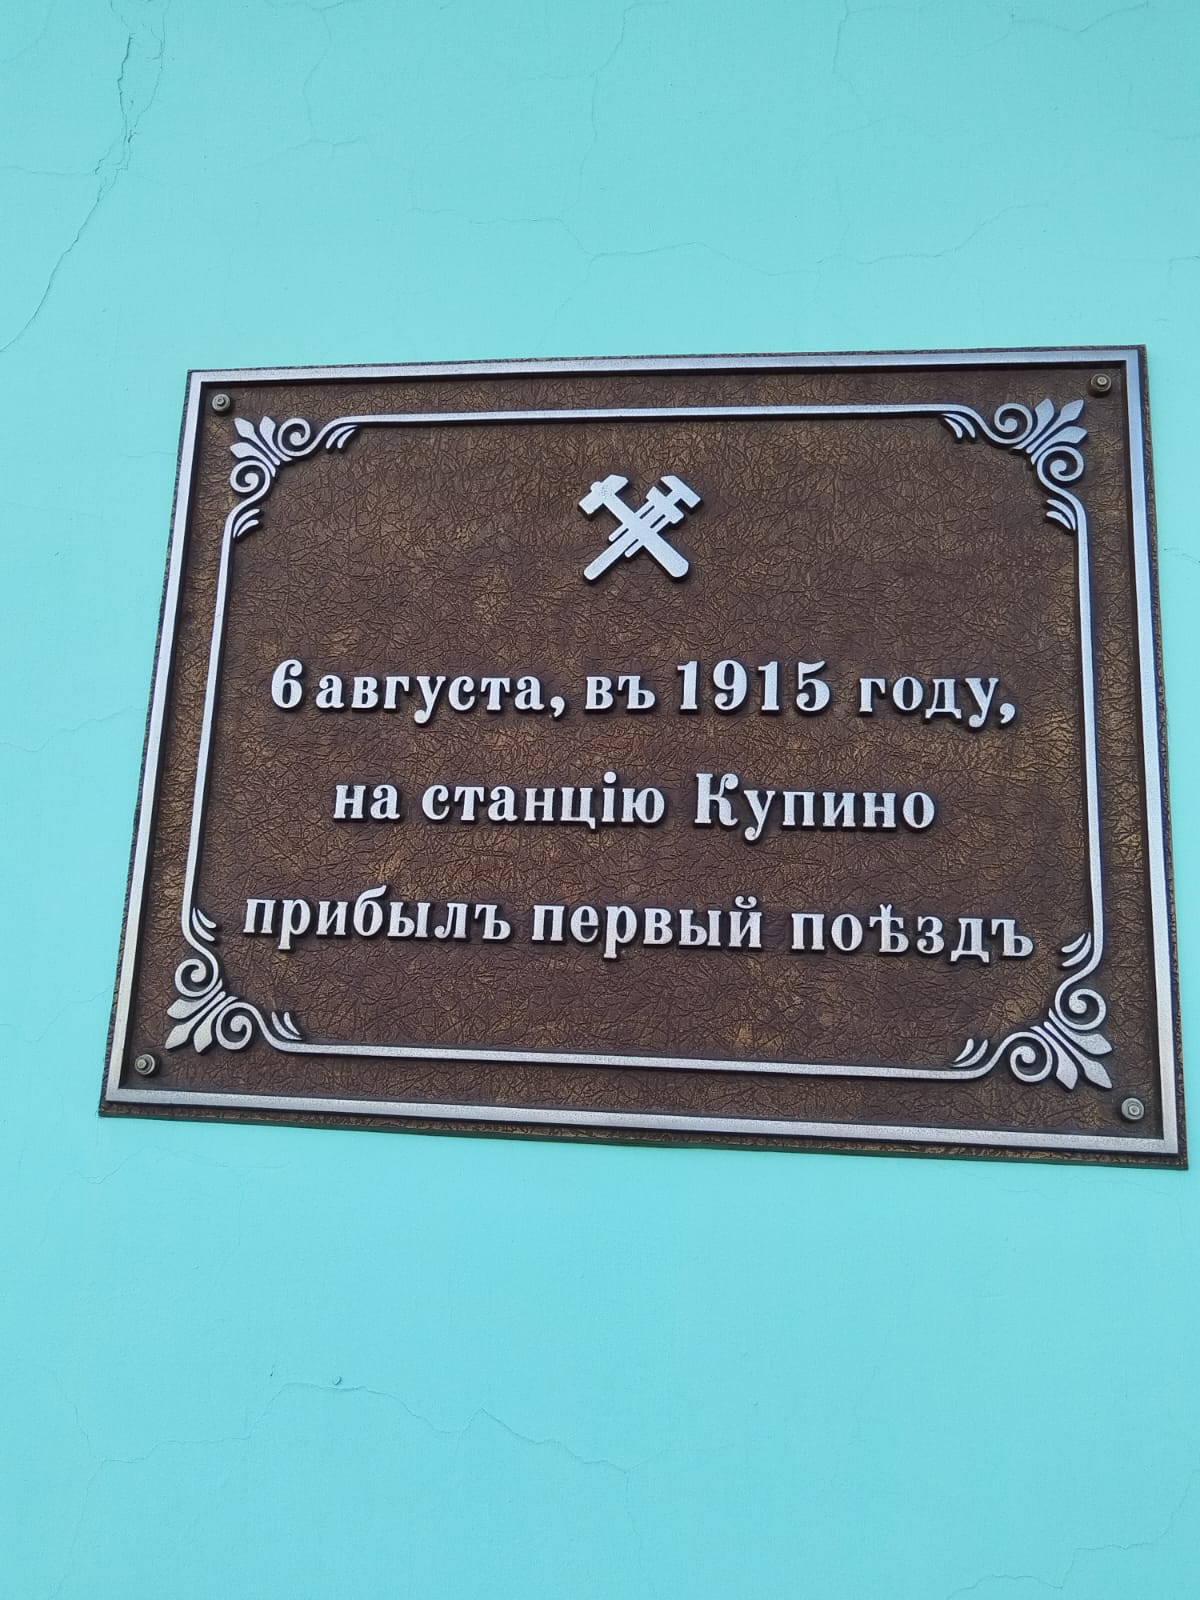 6 августа, въ 1915 году,
на станцію Купино
прибылъ первый поѣздъ